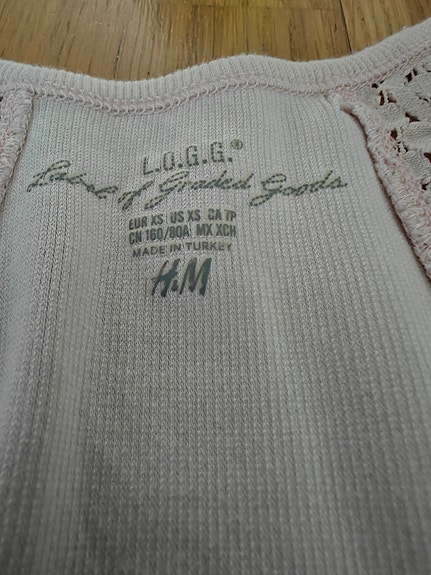 L.O.G.G.®
Label of Graded Goods
EUR XS US XS CA TP
CN 160/80A MX XCH
MADE IN TURKEY
H&M